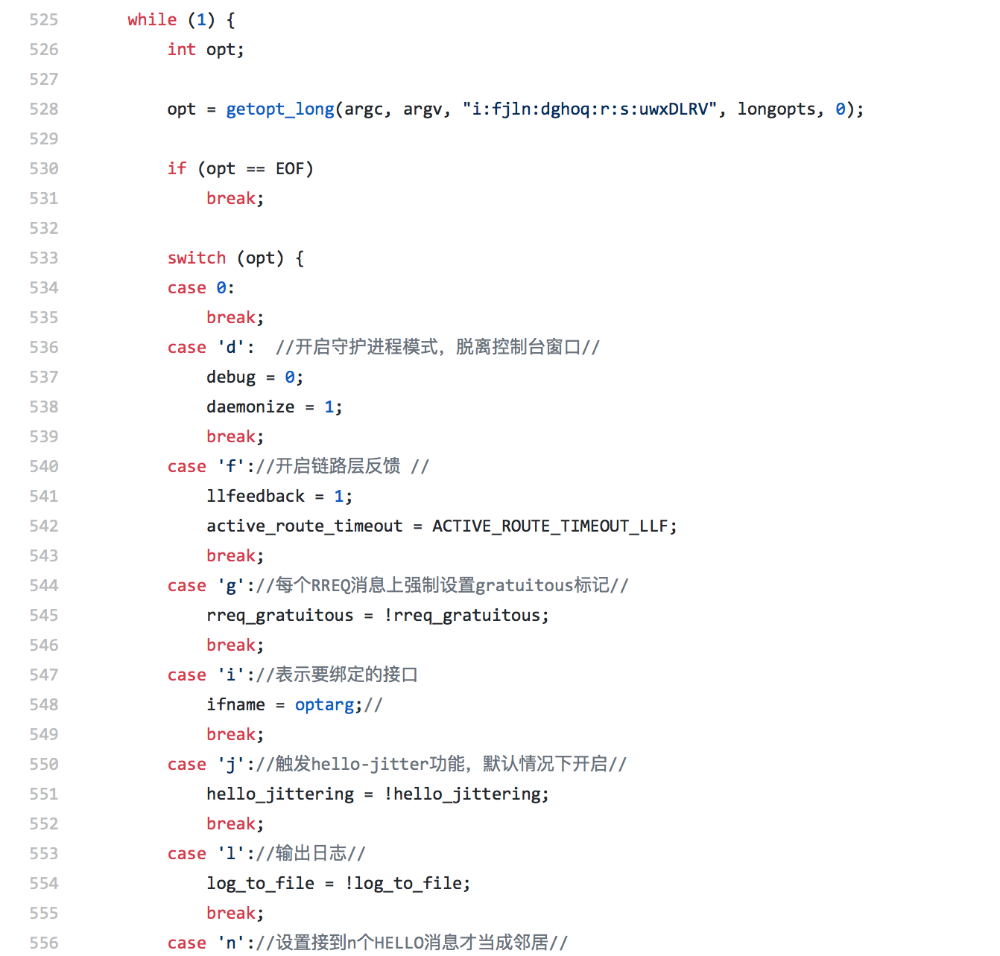 525 while (1) {
526 int opt;
527
528 opt = getopt_long(argc, argv, "i:fjln:dghoq:r:s:uwxDLRV", longopts, 0);
529
530 if (opt == EOF)
531 break;
532
533 switch (opt) {
534 case 0:
535 break;
536 case 'd':  //开启守护进程模式，脱离控制台窗口//
537 debug = 0;
538 daemonize = 1;
539 break;
540 case 'f'://开启链路层反馈 //
541 llfeedback = 1;
542 active_route_timeout = ACTIVE_ROUTE_TIMEOUT_LLF;
543 break;
544 case 'g'://每个RREQ消息上强制设置gratuitous标记//
545 rreq_gratuitous = !rreq_gratuitous;
546 break;
547 case 'i'://表示要绑定的接口
548 ifname = optarg;//
549 break;
550 case 'j'://触发hello-jitter功能，默认情况下开启//
551 hello_jittering = !hello_jittering;
552 break;
553 case 'l'://输出日志//
554 log_to_file = !log_to_file;
555 break;
556 case 'n'://设置接到n个HELLO消息才当成邻居//